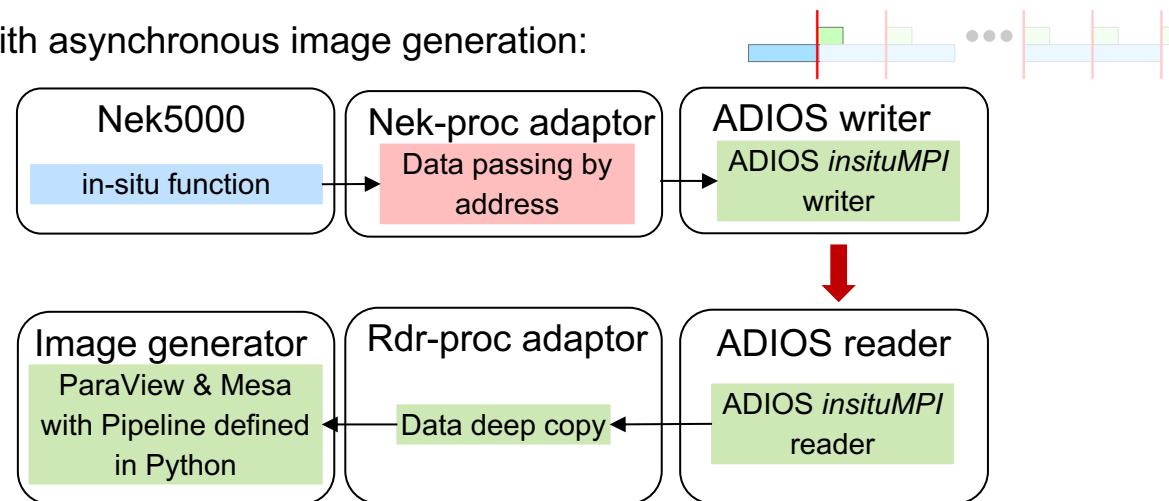 ith asynchronous image generation:
Nek5000
in-situ function
Nek-proc adaptor
Data passing by
address
ADIOS writer
ADIOS insituMPI
writer
Image generator
ParaView & Mesa
with Pipeline defined
in Python
Rdr-proc adaptor
Data deep copy
ADIOS reader
ADIOS insituMPI
reader